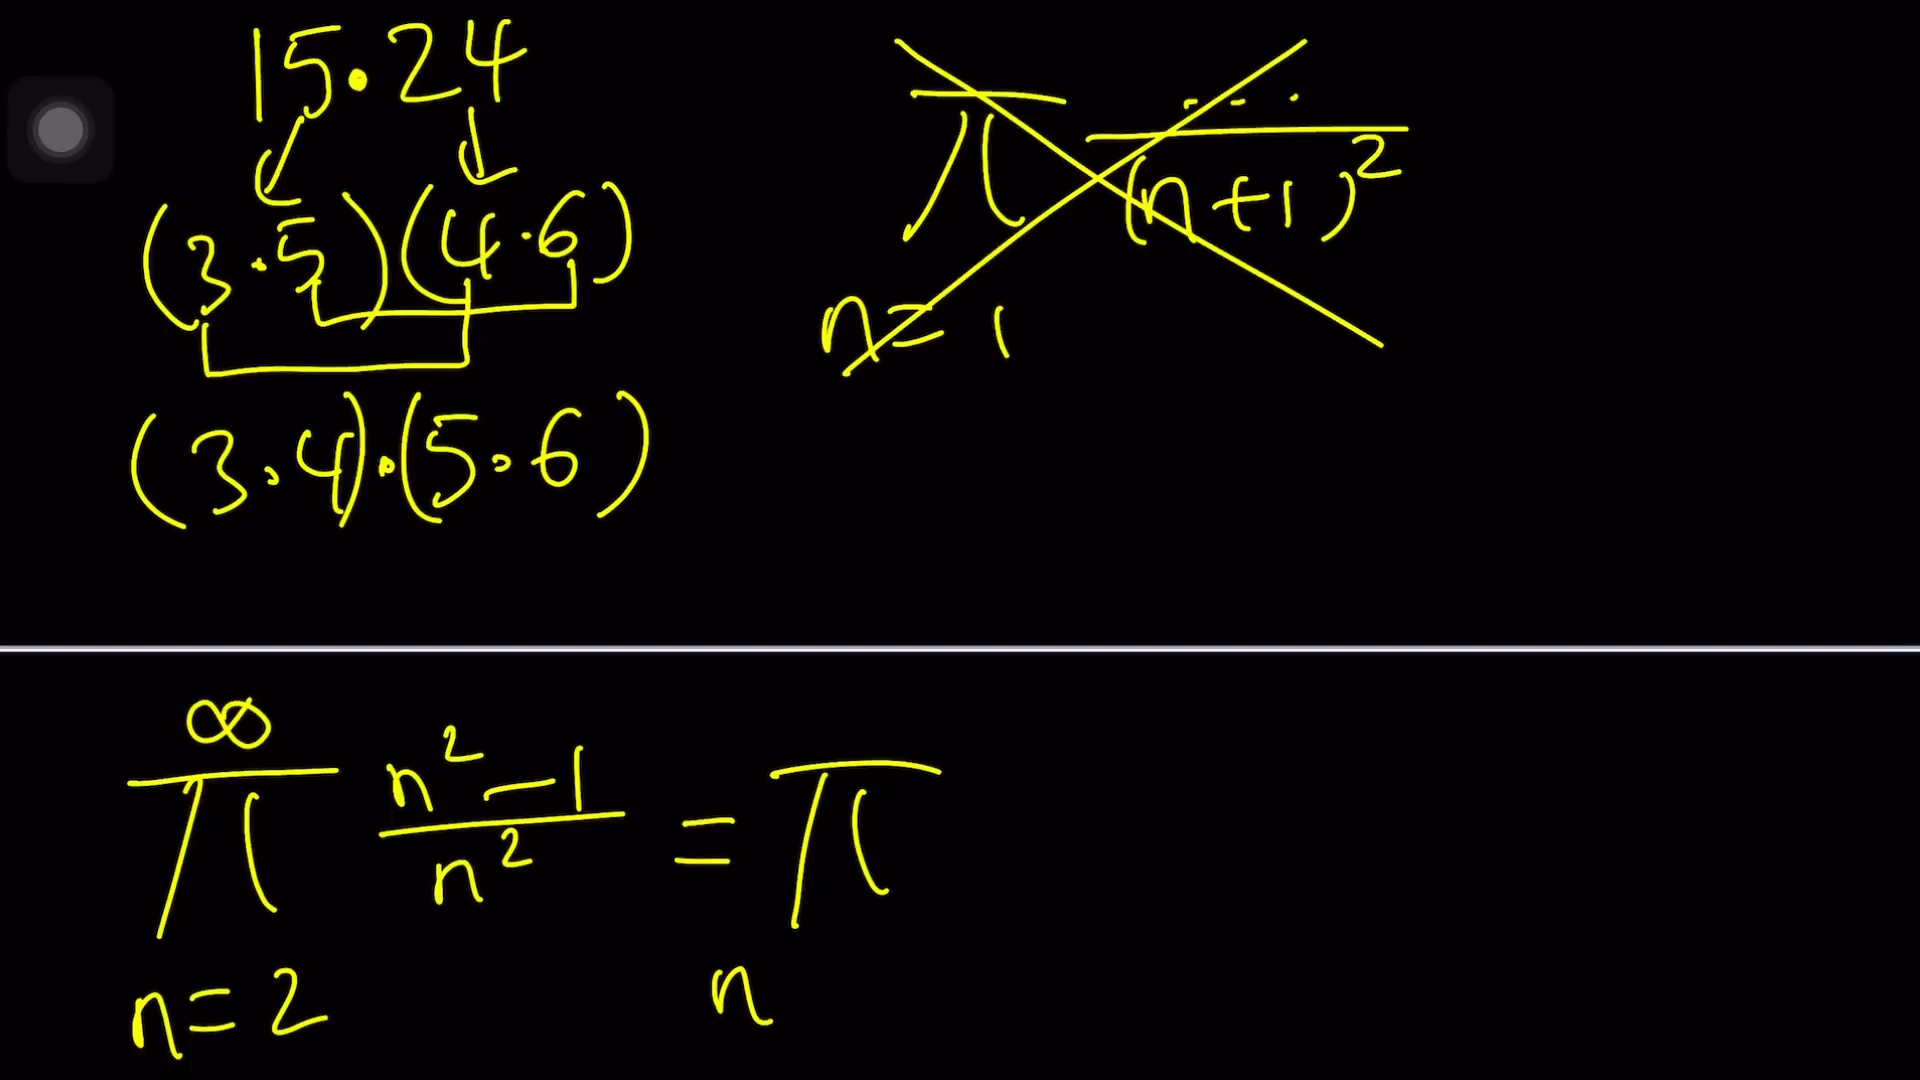 15·24
(3·5)(4·6)
(3·4)·(5·6)
π --- / (n+1)²
n=1
∞
π (n²-1)/n² = π
n=2 n